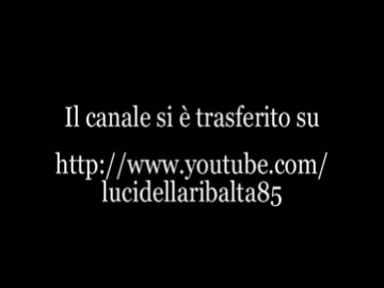 Il canale si è trasferito su
http://www.youtube.com/
lucidellaribalta85